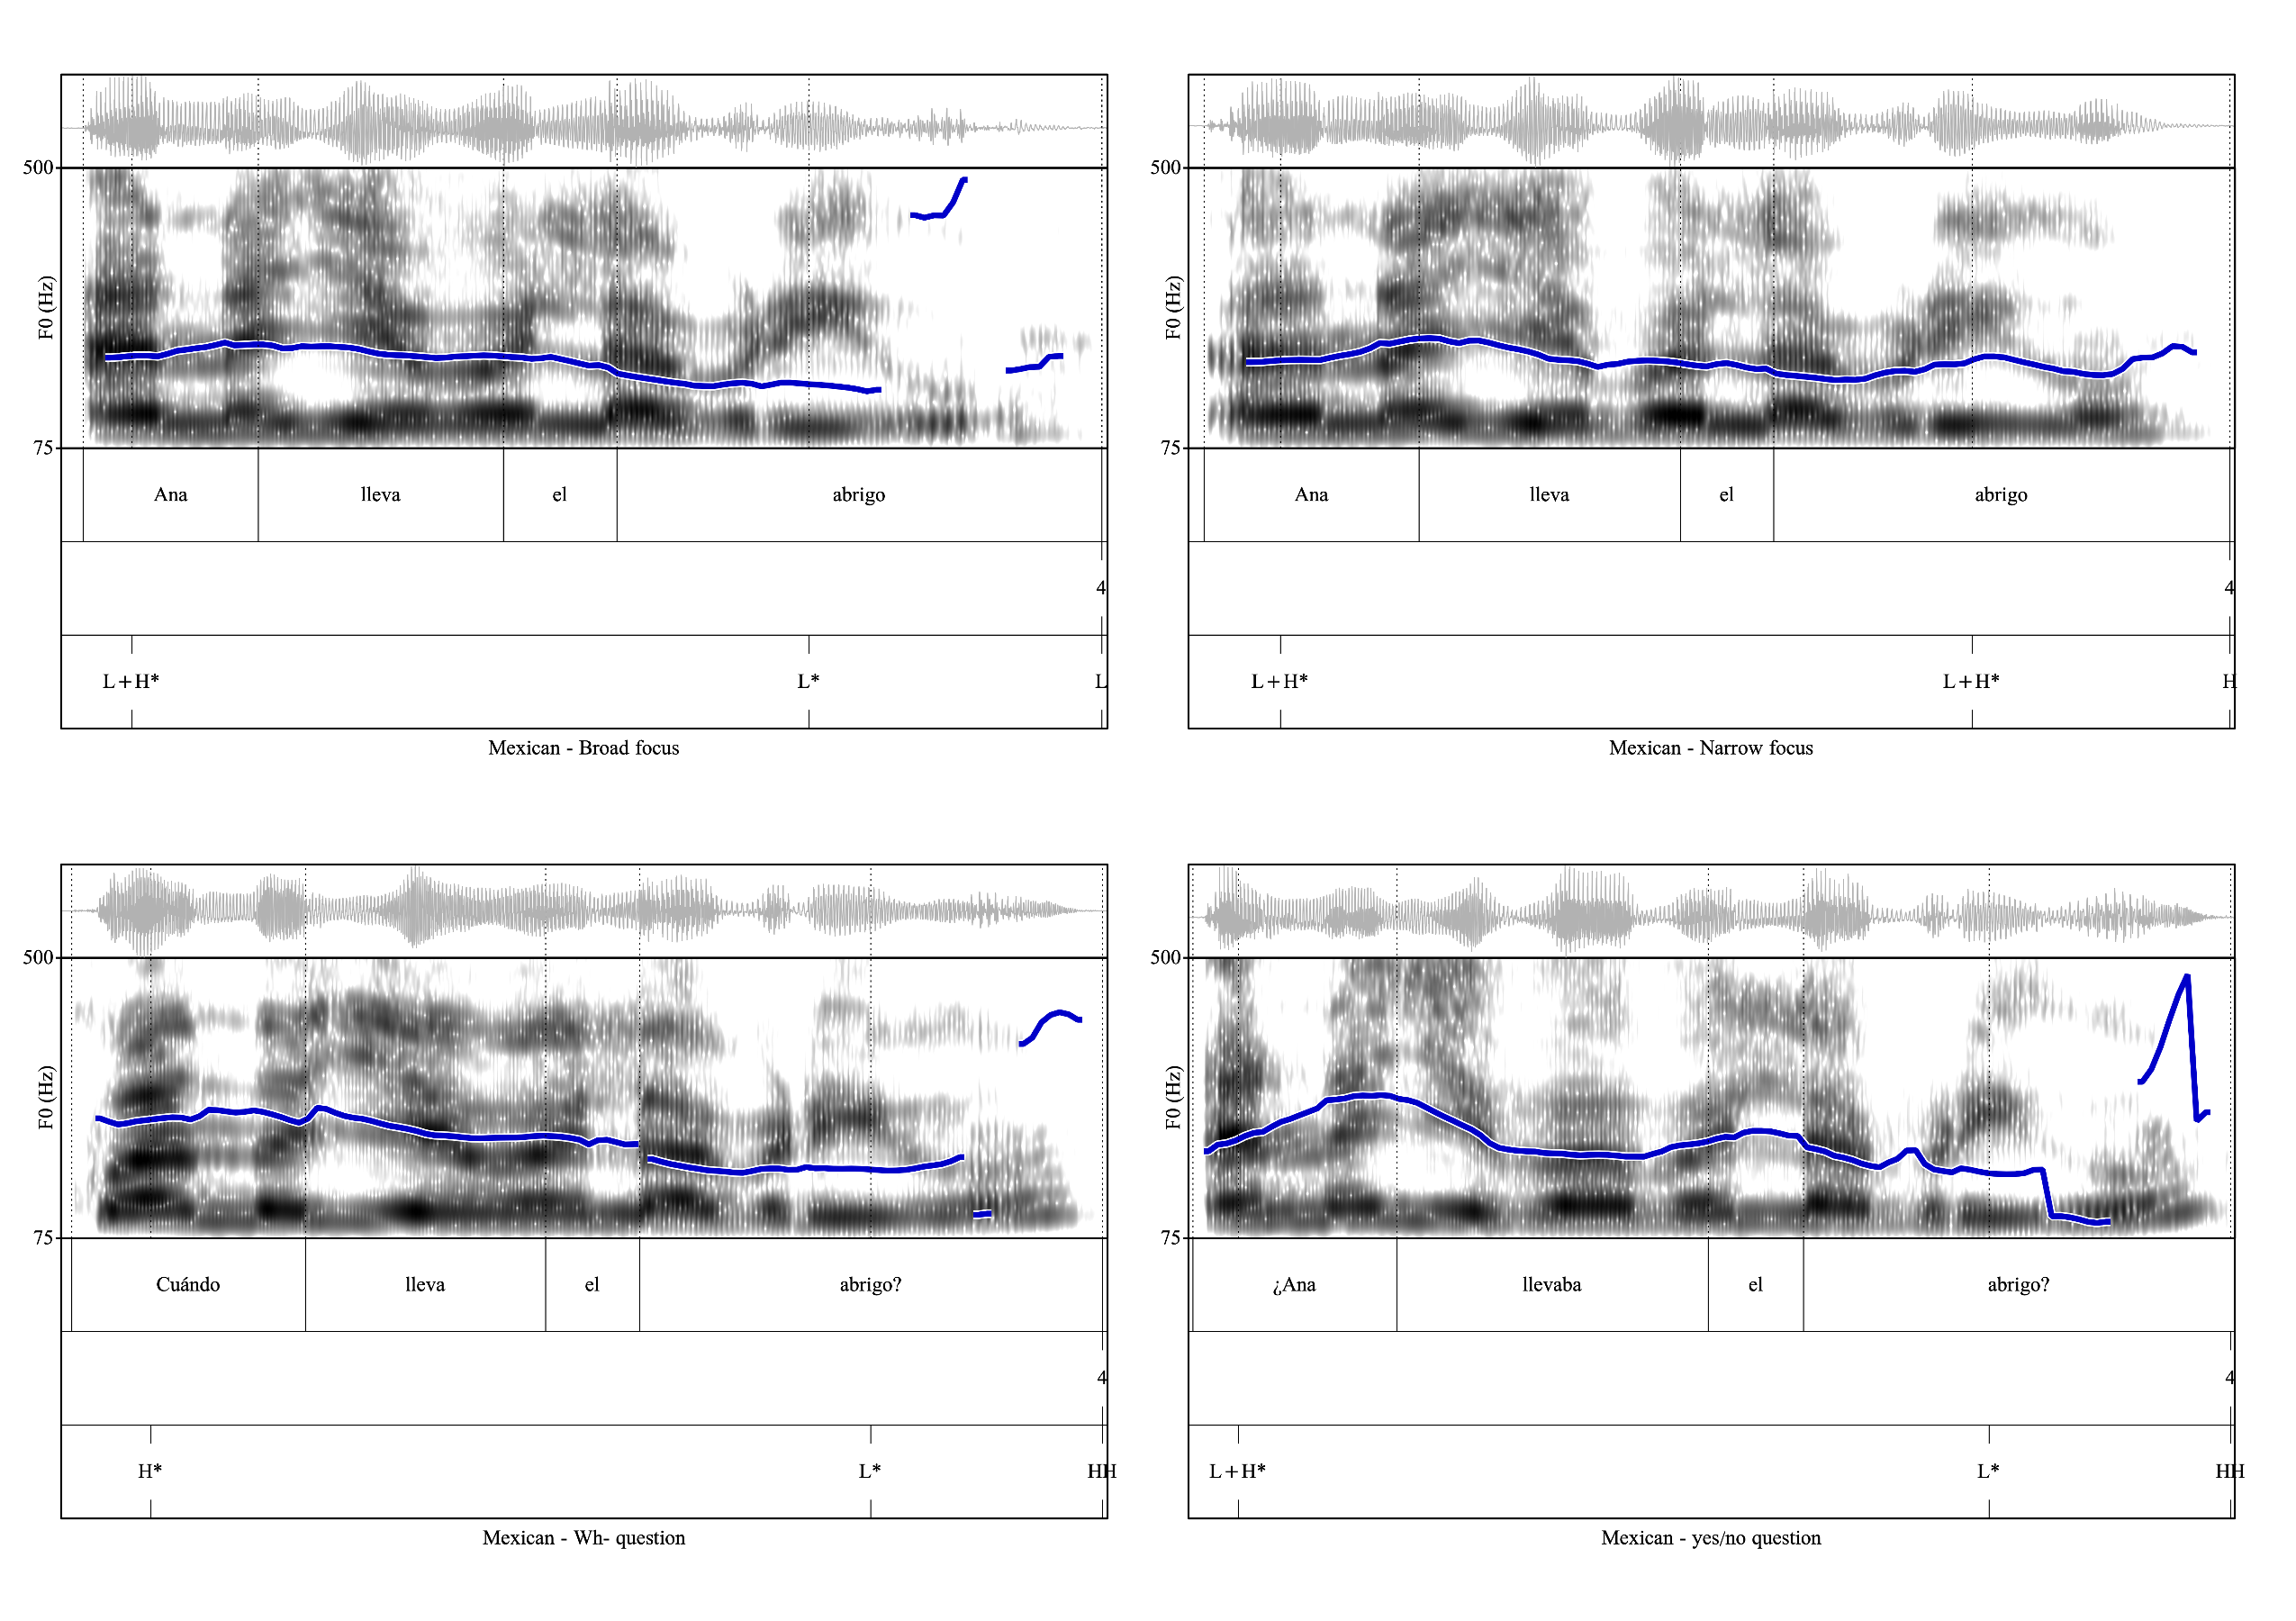 500
F0 (Hz)
75
Ana lleva el abrigo
4
L+H* L* L
Mexican - Broad focus
500
F0 (Hz)
75
Ana lleva el abrigo
4
L+H* L+H* H
Mexican - Narrow focus
500
F0 (Hz)
75
Cuándo lleva el abrigo?
4
H* L* HH
Mexican - Wh- question
500
F0 (Hz)
75
¿Ana llevaba el abrigo?
4
L+H* L* HH
Mexican - yes/no question